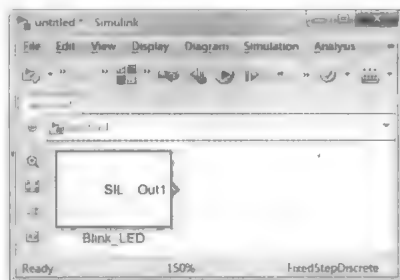 untitled * Simulink
File Edit View Display Diagram Simulation Analysis
SIL Out1
Blink_LED
Ready 150% FixedStepDiscrete